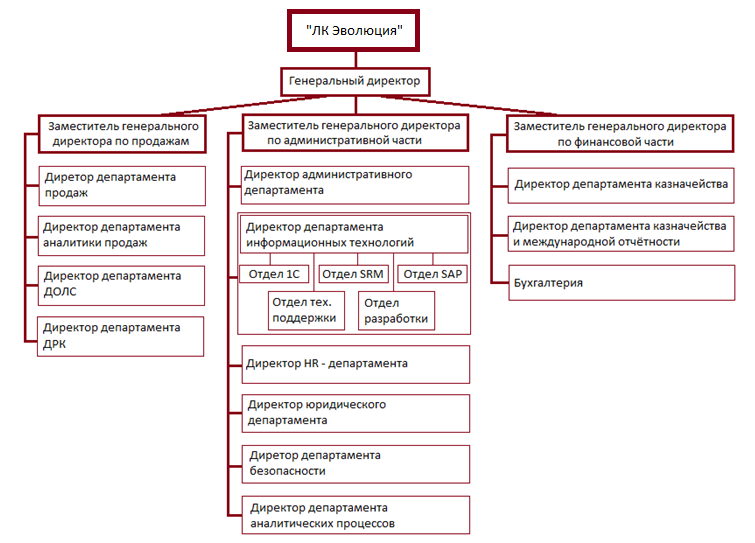 "ЛК Эволюция"
Генеральный директор
Заместитель генерального
директора по продажам
Диретор департамента
продаж
Директор департамента
аналитики продаж
Директор департамента
ДОЛС
Директор департамента
ДРК
Заместитель генерального директора
по административной части
Директор административного
департамента
Директор департамента
информационных технологий
Отдел 1С
Отдел SRM
Отдел SAP
Отдел тех.
поддержки
Отдел
разработки
Директор HR - департамента
Директор юридического
департамента
Диретор департамента
безопасности
Директор департамента
аналитических процессов
Заместитель генерального директора
по финансовой части
Директор департамента казначейства
Директор департамента казначейства
и международной отчётности
Бухгалтерия